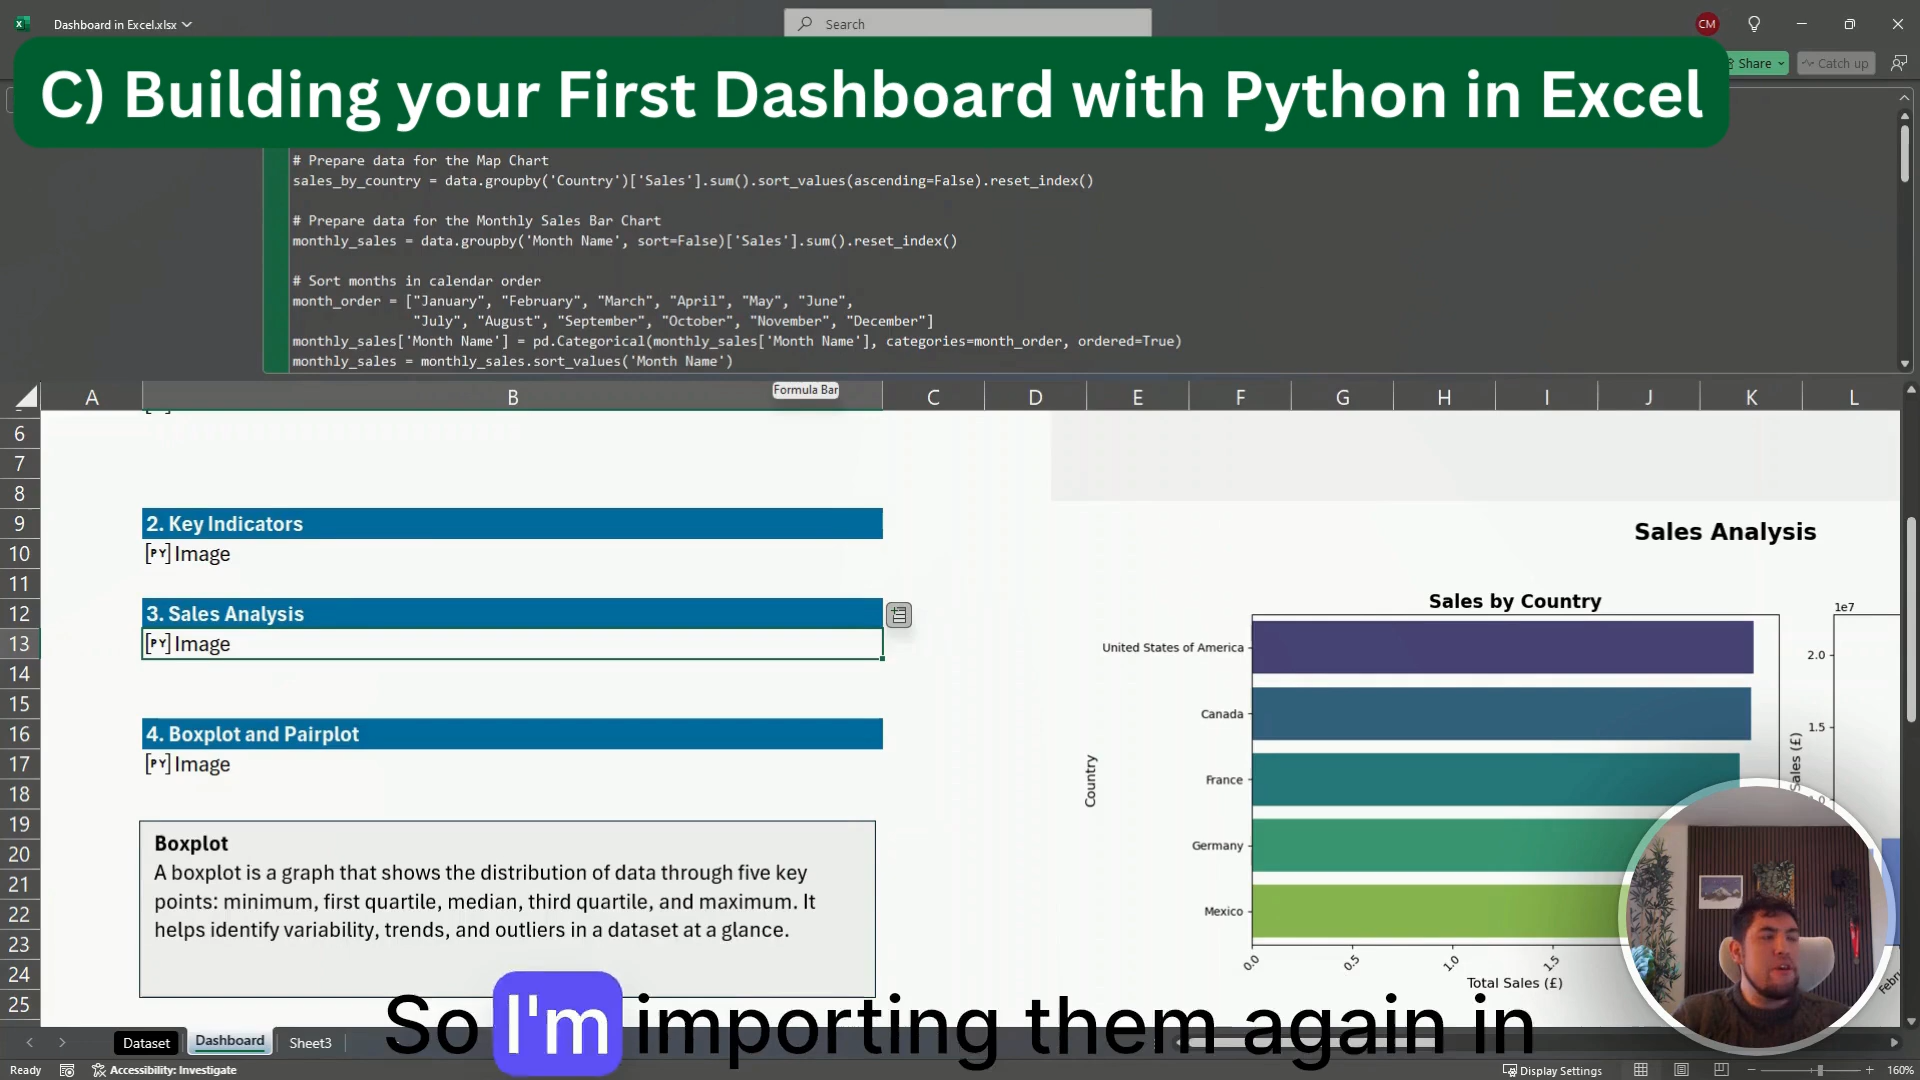 Dashboard in Excel.xlsx
Search
CM
C) Building your First Dashboard with Python in Excel
Share
Catch up
# Prepare data for the Map Chart
sales_by_country = data.groupby('Country')['Sales'].sum().sort_values(ascending=False).reset_index()
# Prepare data for the Monthly Sales Bar Chart
monthly_sales = data.groupby('Month Name', sort=False)['Sales'].sum().reset_index()
# Sort months in calendar order
month_order = ["January", "February", "March", "April", "May", "June",
"July", "August", "September", "October", "November", "December"]
monthly_sales['Month Name'] = pd.Categorical(monthly_sales['Month Name'], categories=month_order, ordered=True)
monthly_sales = monthly_sales.sort_values('Month Name')
Formula Bar
A B C D E F G H I J K L
6
7
8
9 2. Key Indicators
10 [PY] Image
11
12 3. Sales Analysis
13 [PY] Image
14
15
16 4. Boxplot and Pairplot
17 [PY] Image
18
19
20
21
22
23
24
25
Boxplot
A boxplot is a graph that shows the distribution of data through five key
points: minimum, first quartile, median, third quartile, and maximum. It
helps identify variability, trends, and outliers in a dataset at a glance.
Sales Analysis
Sales by Country
United States of America
Canada
France
Germany
Mexico
Country
0.0 0.5 1.0 1.5
Total Sales (£)
1e7
2.0
1.5
Sales (£)
So I'm importing them again in
Dataset
Dashboard
Sheet3
Ready
Accessibility: Investigate
Display Settings
160%